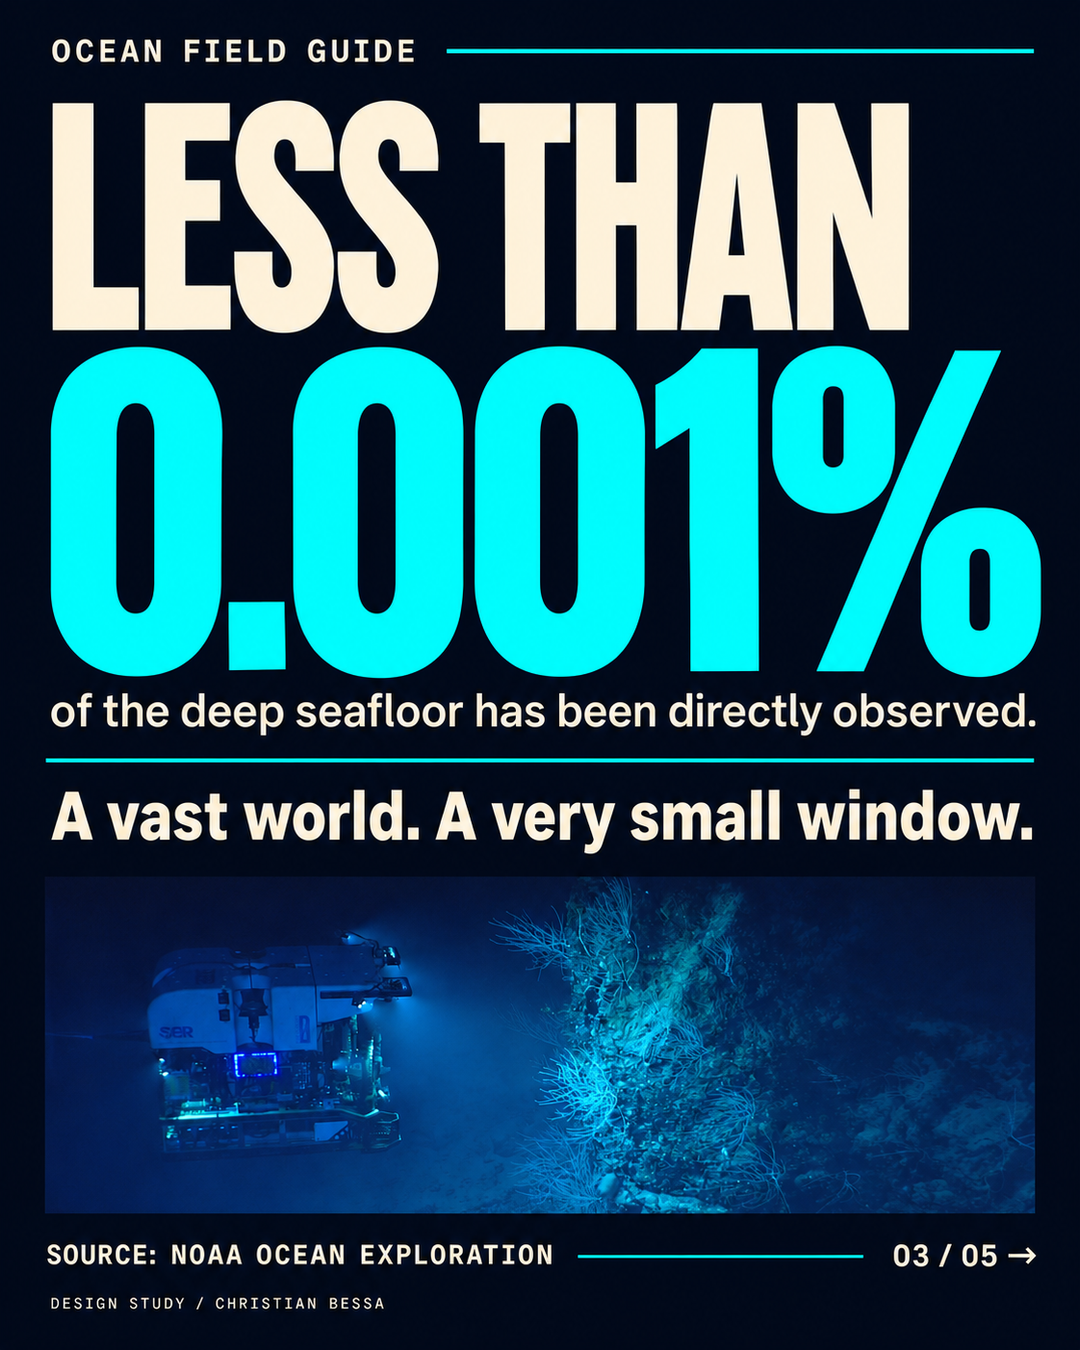 OCEAN FIELD GUIDE
LESS THAN
0.001%
of the deep seafloor has been directly observed.
A vast world. A very small window.
SOURCE: NOAA OCEAN EXPLORATION
03 / 05 →
DESIGN STUDY / CHRISTIAN BESSA